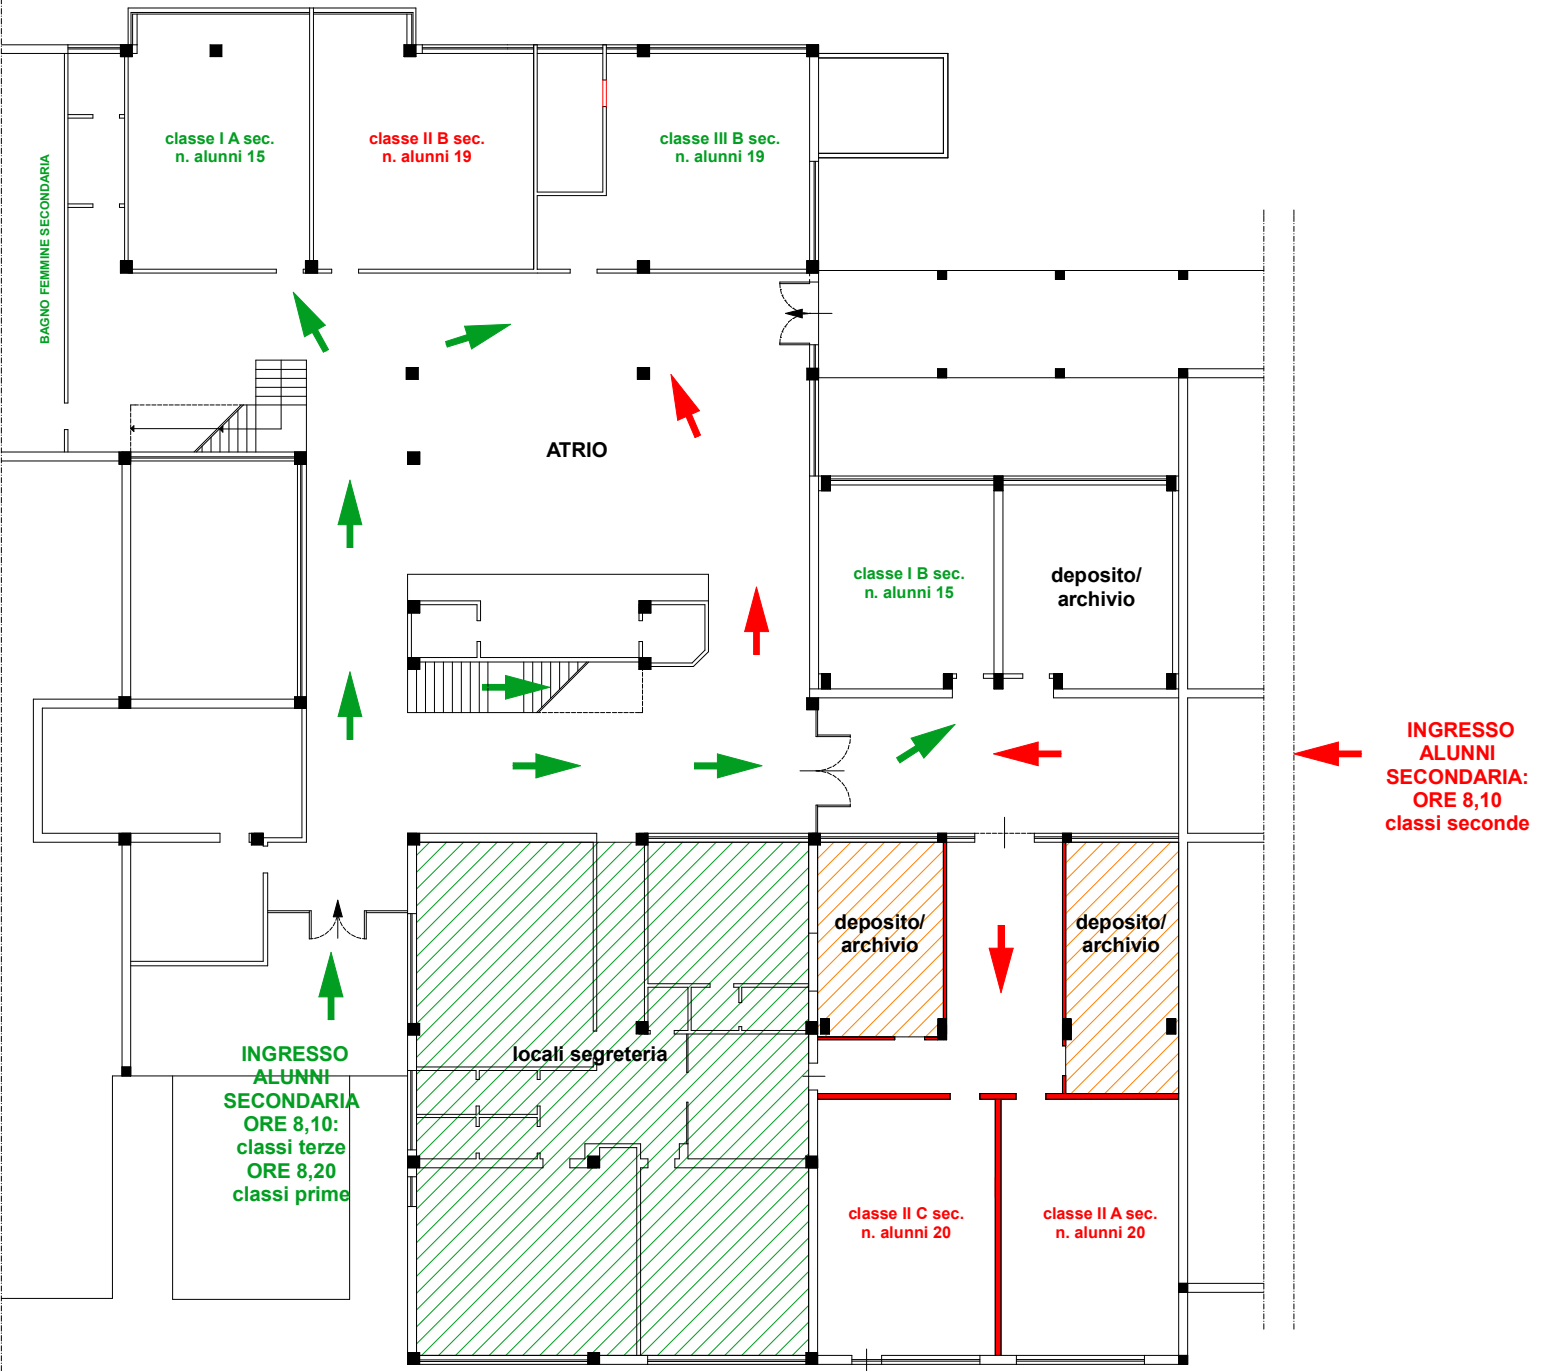 classe I A sec.
n. alunni 15
classe II B sec.
n. alunni 19
classe III B sec.
n. alunni 19
BAGNO FEMMINE SECONDARIA
ATRIO
classe I B sec.
n. alunni 15
deposito/
archivio
INGRESSO
ALUNNI
SECONDARIA:
ORE 8,10
classi seconde
deposito/
archivio
deposito/
archivio
locali segreteria
INGRESSO
ALUNNI
SECONDARIA
ORE 8,10:
classi terze
ORE 8,20
classi prime
classe II C sec.
n. alunni 20
classe II A sec.
n. alunni 20